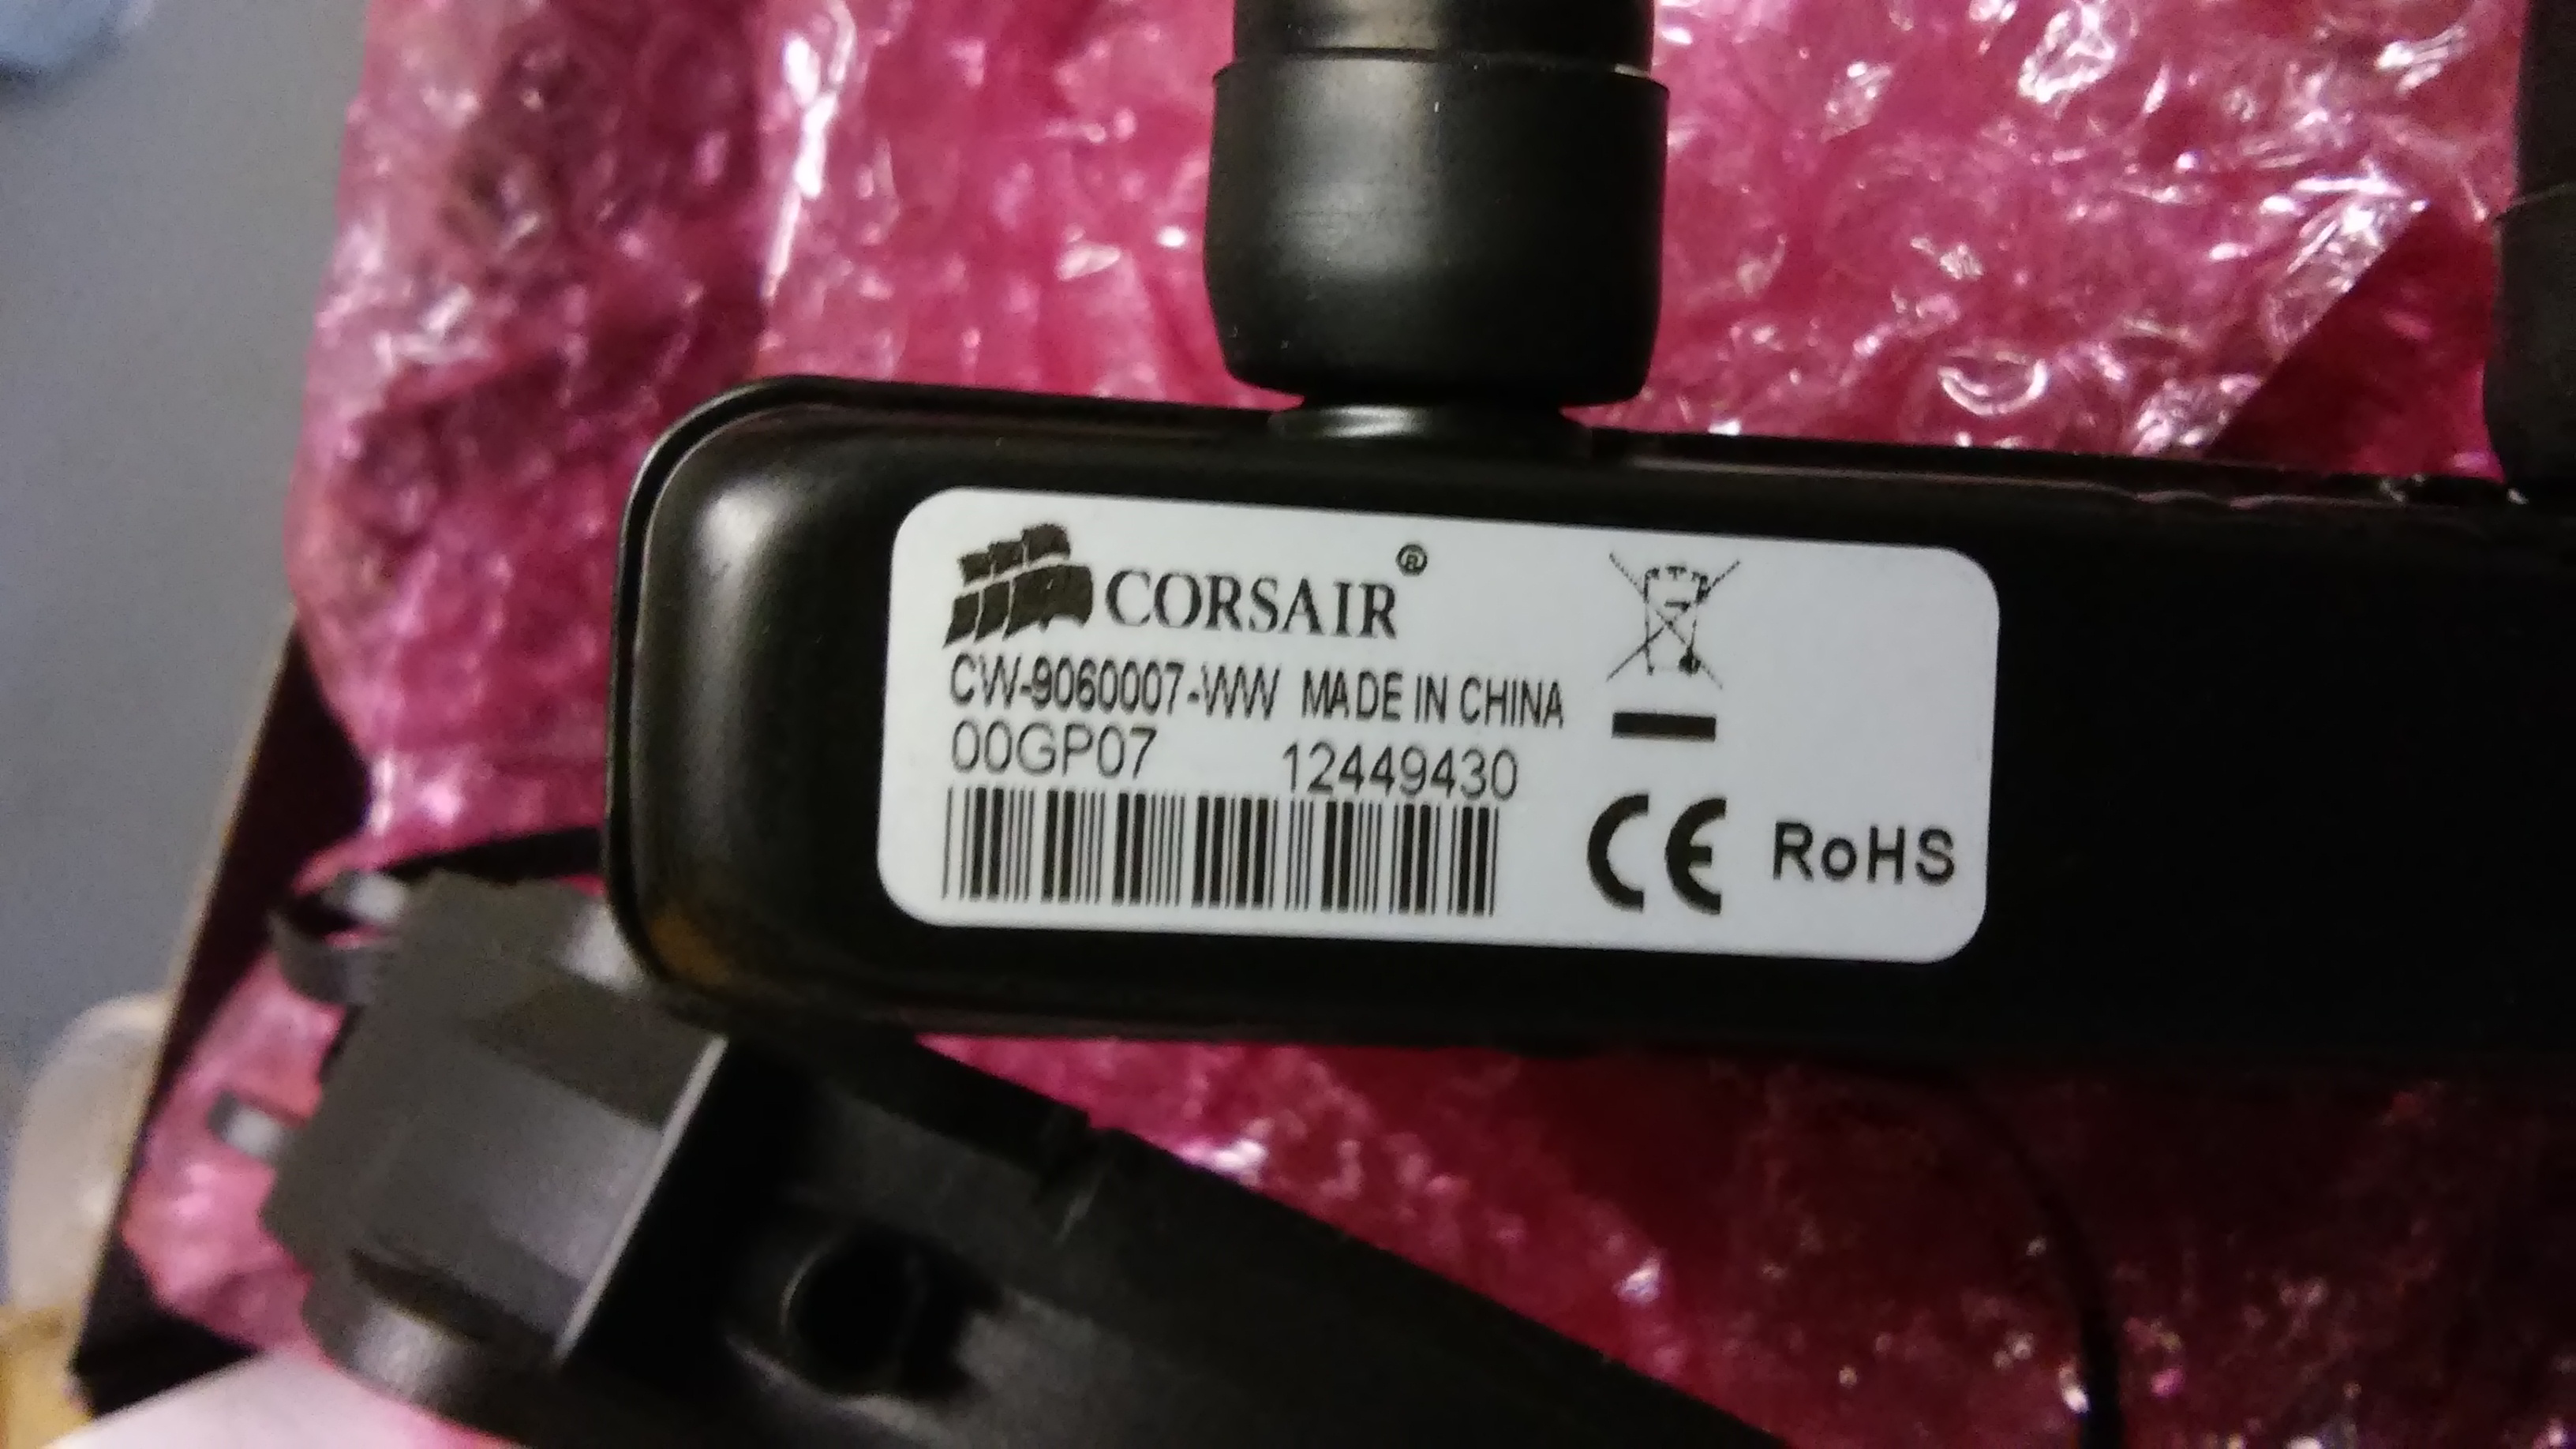 CORSAIR®
CW-9060007-WW MADE IN CHINA
00GP07 12449430
CE RoHS